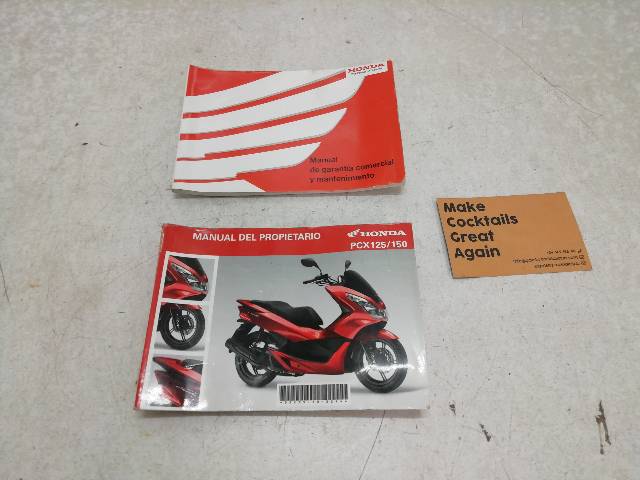 HONDA
Manual
de garantía comercial
y mantenimiento
MANUAL DEL PROPIETARIO
HONDA
PCX125/150
Make
Cocktails
Great
Again